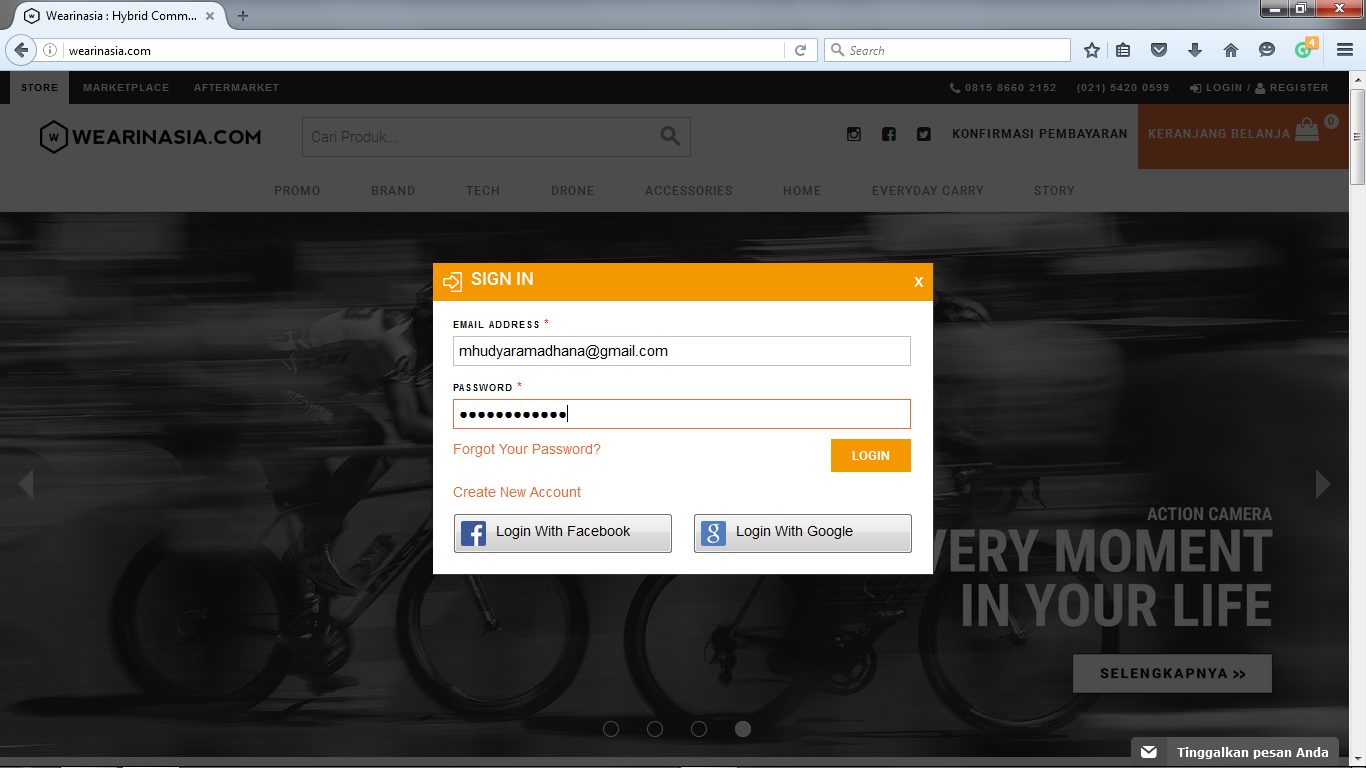 Wearinasia : Hybrid Comm...
wearinasia.com
Search
4
STORE MARKETPLACE AFTERMARKET
0815 8660 2152 (021) 5420 0599 LOGIN / REGISTER
W WEARINASIA.COM
Cari Produk...
KONFIRMASI PEMBAYARAN
KERANJANG BELANJA 0
PROMO BRAND TECH DRONE ACCESSORIES HOME EVERYDAY CARRY STORY
SIGN IN X
EMAIL ADDRESS *
mhudyaramadhana@gmail.com
PASSWORD *
●●●●●●●●●●●●
Forgot Your Password?
LOGIN
Create New Account
Login With Facebook
Login With Google
ACTION CAMERA
VERY MOMENT
IN YOUR LIFE
SELENGKAPNYA >>
Tinggalkan pesan Anda